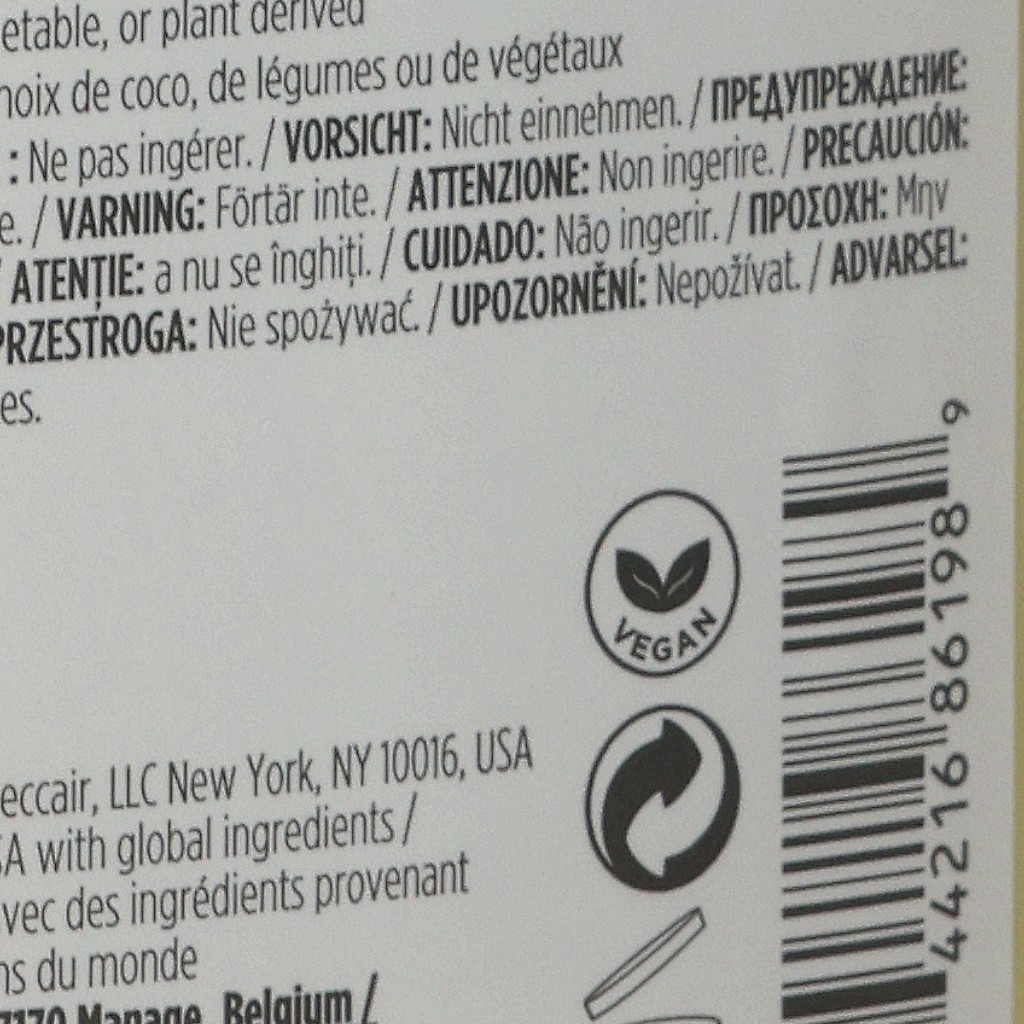 etable, or plant derived
noix de coco, de légumes ou de végétaux
: Ne pas ingérer. / VORSICHT: Nicht einnehmen. / ПРЕДУПРЕЖДЕНИЕ:
e. / VARNING: Förtär inte. / ATTENZIONE: Non ingerire. / PRECAUCIÓN:
/ ATENȚIE: a nu se înghiți. / CUIDADO: Não ingerir. / ΠΡΟΣΟΧΗ: Μην
PRZESTROGA: Nie spożywać. / UPOZORNĚNÍ: Nepožívat. / ADVARSEL:
es.
VEGAN
eccair, LLC New York, NY 10016, USA
SA with global ingredients /
vec des ingrédients provenant
ns du monde
7170 Manage, Belgium /
44216 86198 9